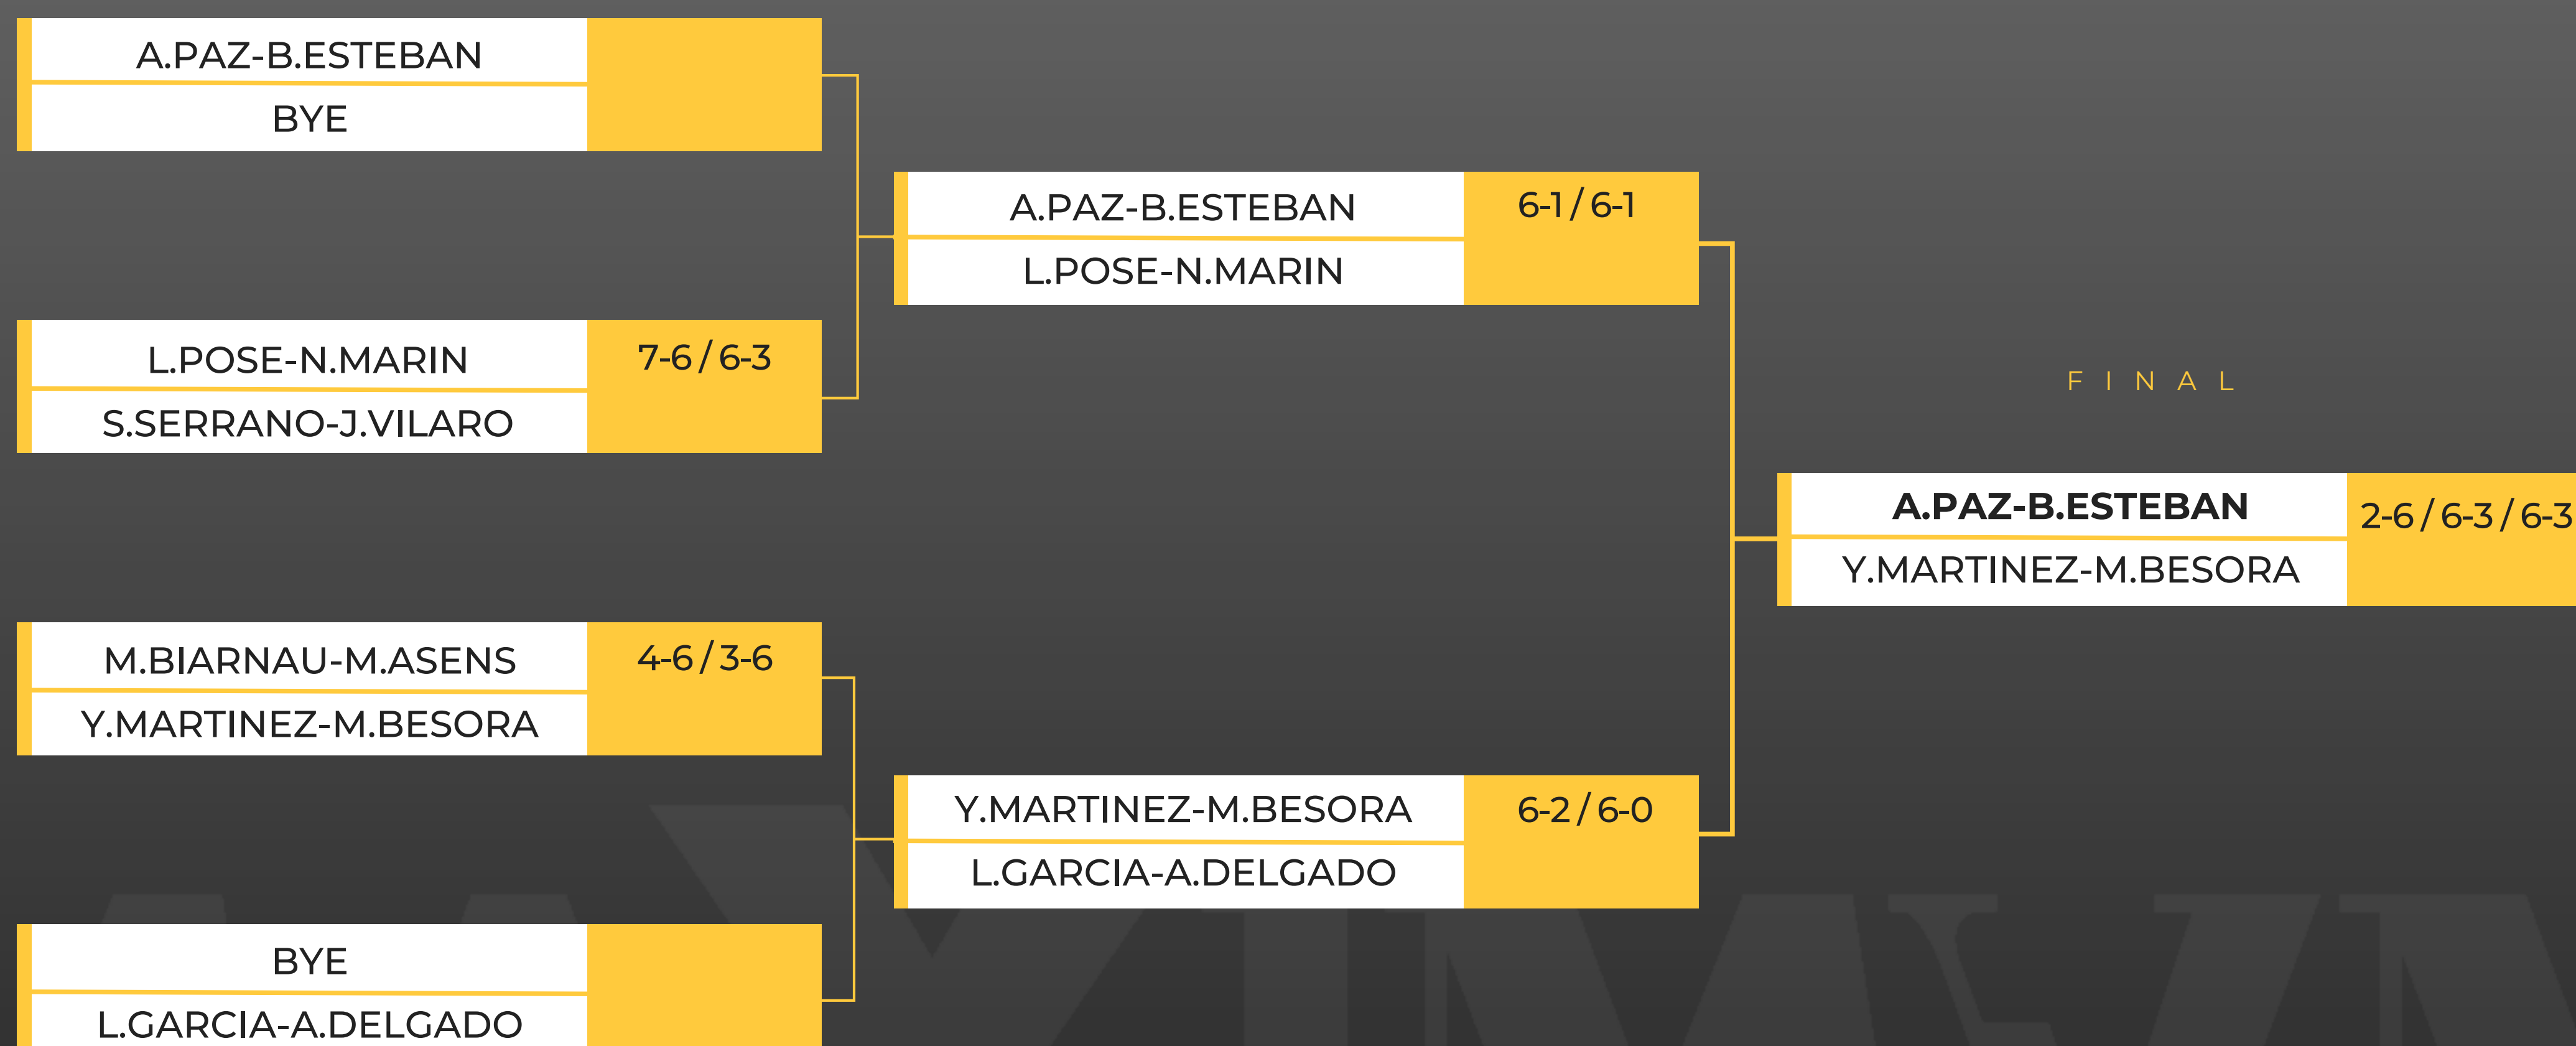 A.PAZ-B.ESTEBAN
BYE
L.POSE-N.MARIN 7-6 / 6-3
S.SERRANO-J.VILARO
M.BIARNAU-M.ASENS 4-6 / 3-6
Y.MARTINEZ-M.BESORA
BYE
L.GARCIA-A.DELGADO
A.PAZ-B.ESTEBAN 6-1 / 6-1
L.POSE-N.MARIN
Y.MARTINEZ-M.BESORA 6-2 / 6-0
L.GARCIA-A.DELGADO
FINAL
A.PAZ-B.ESTEBAN 2-6 / 6-3 / 6-3
Y.MARTINEZ-M.BESORA